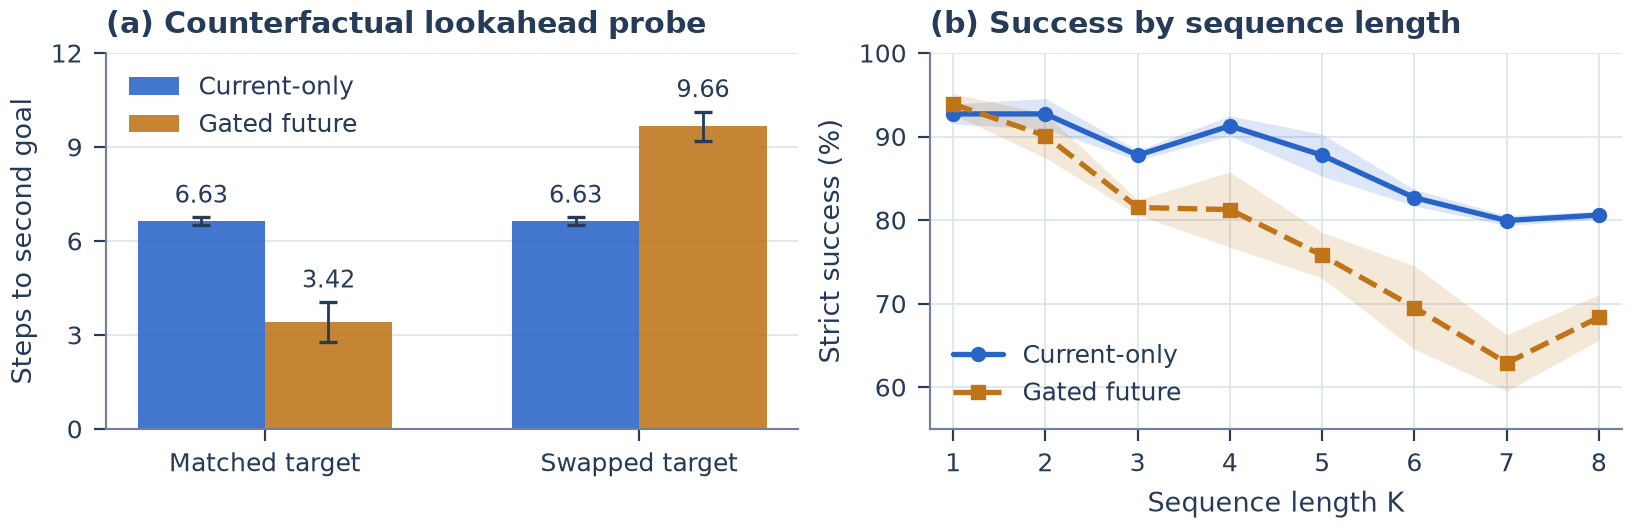 (a) Counterfactual lookahead probe
Steps to second goal
12
9
6
3
0
Current-only
Gated future
6.63
3.42
6.63
9.66
Matched target
Swapped target
(b) Success by sequence length
Strict success (%)
100
90
80
70
60
Current-only
Gated future
1 2 3 4 5 6 7 8
Sequence length K